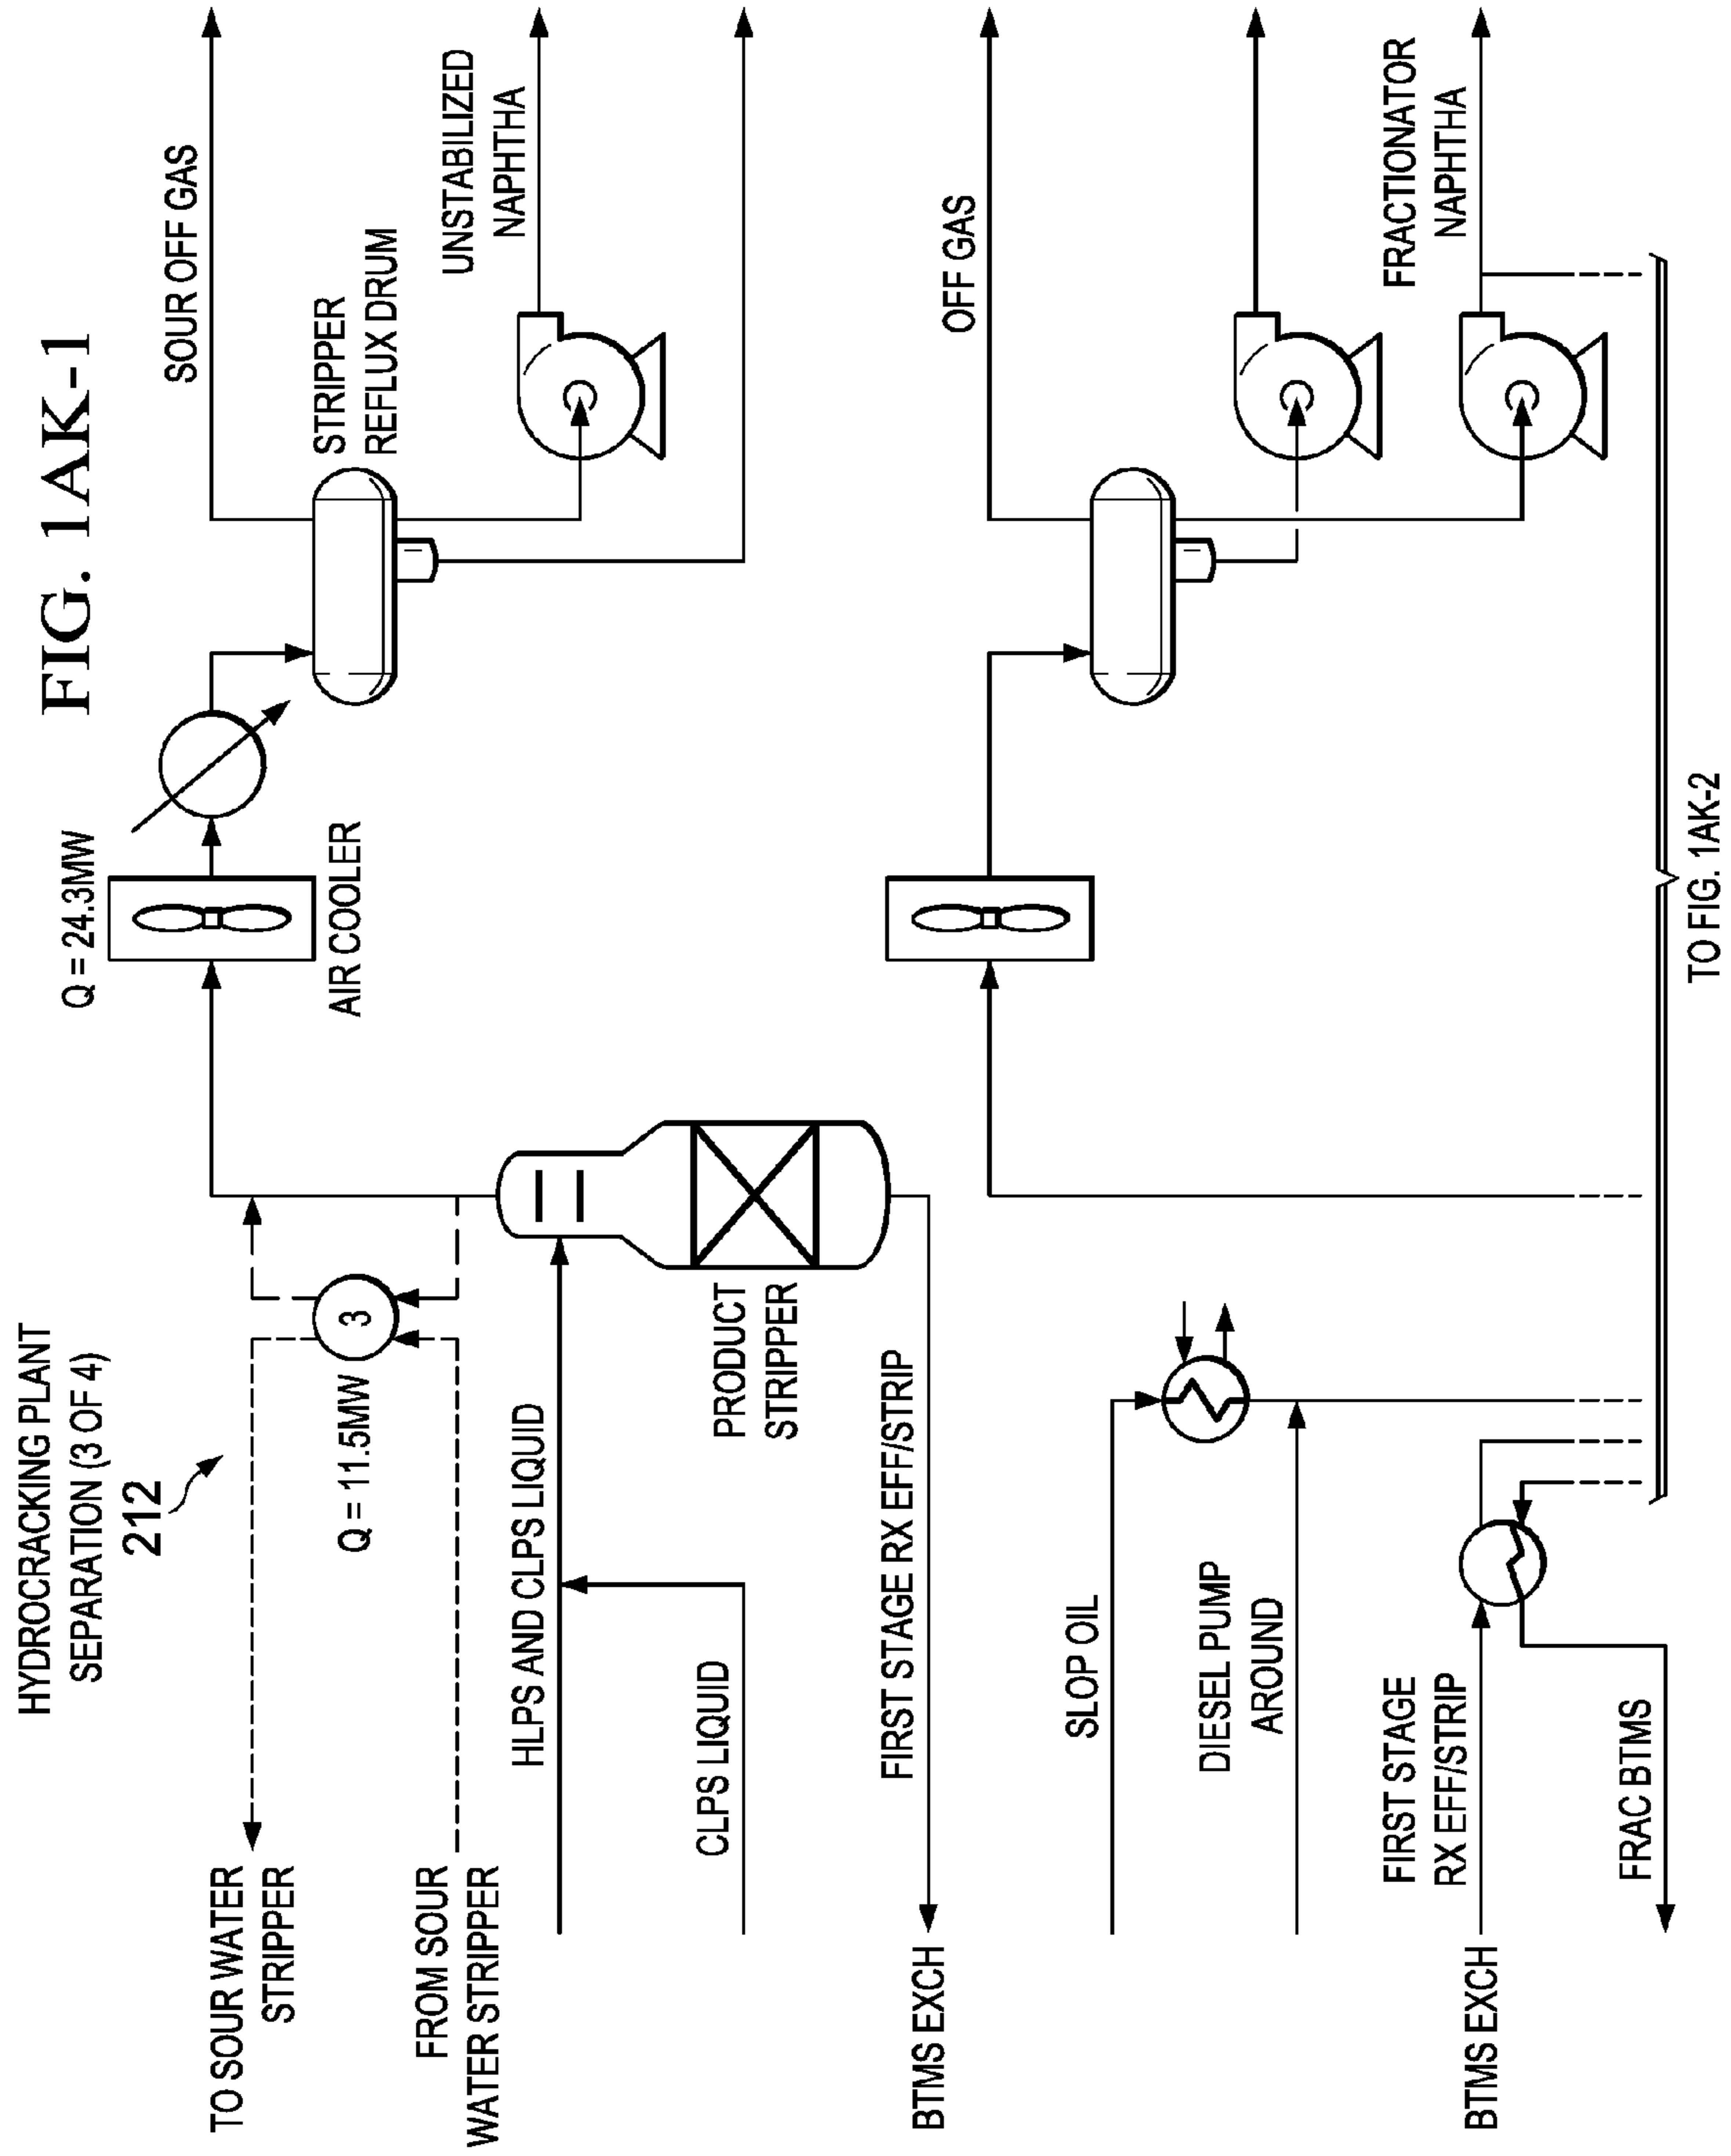 FIG. 1AK-1
HYDROCRACKING PLANT
SEPARATION (3 OF 4)
212
Q = 24.3MW
AIR COOLER
SOUR OFF GAS
STRIPPER
REFLUX DRUM
UNSTABILIZED
NAPHTHA
TO SOUR WATER
STRIPPER
3
Q = 11.5MW
FROM SOUR
WATER STRIPPER
HLPS AND CLPS LIQUID
CLPS LIQUID
PRODUCT
STRIPPER
FIRST STAGE RX EFF/STRIP
BTMS EXCH
OFF GAS
SLOP OIL
DIESEL PUMP
AROUND
FRACTIONATOR
NAPHTHA
FIRST STAGE
RX EFF/STRIP
BTMS EXCH
FRAC BTMS
TO FIG. 1AK-2